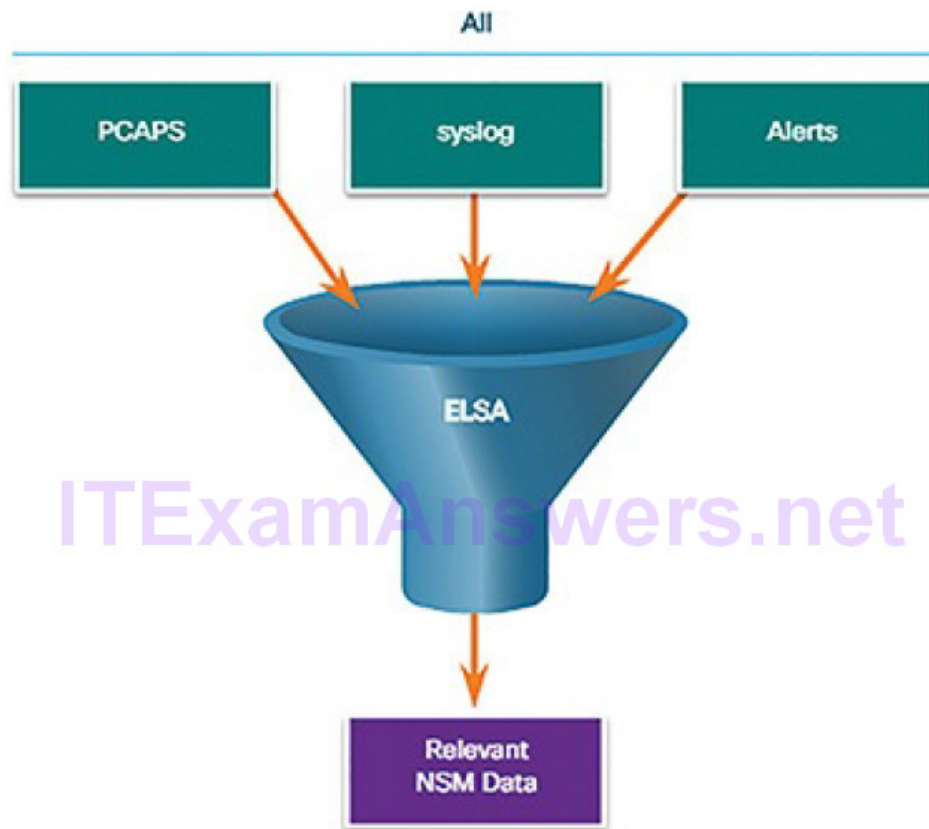 All
PCAPS
syslog
Alerts
ELSA
ITExamAnswers.net
Relevant
NSM Data